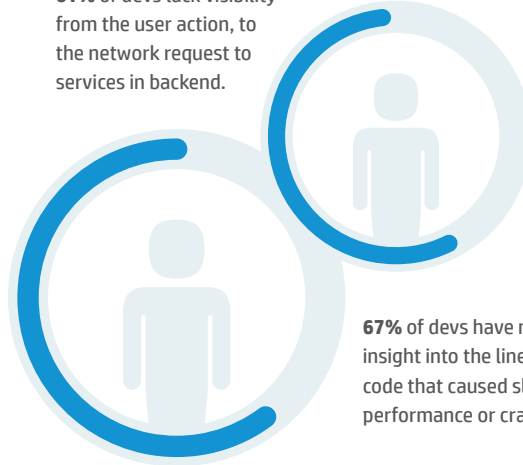 of devs lack visibility
from the user action, to
the network request to
services in backend.
67% of devs have
insight into the line
code that caused
performance or